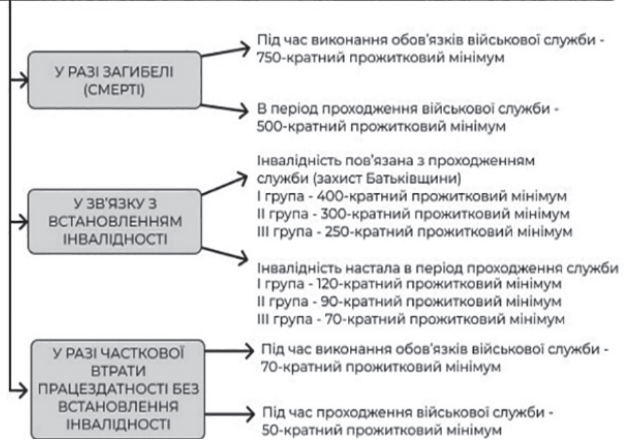 У РАЗІ ЗАГИБЕЛІ
(СМЕРТІ)
Під час виконання обов'язків військової служби -
750-кратний прожитковий мінімум
В період проходження військової служби -
500-кратний прожитковий мінімум
У ЗВ'ЯЗКУ З
ВСТАНОВЛЕННЯМ
ІНВАЛІДНОСТІ
Інвалідність пов'язана з проходженням
служби (захист Батьківщини)
І група - 400-кратний прожитковий мінімум
ІІ група - 300-кратний прожитковий мінімум
ІІІ група - 250-кратний прожитковий мінімум
Інвалідність настала в період проходження служби
І група - 120-кратний прожитковий мінімум
ІІ група - 90-кратний прожитковий мінімум
ІІІ група - 70-кратний прожитковий мінімум
У РАЗІ ЧАСТКОВОЇ
ВТРАТИ
ПРАЦЕЗДАТНОСТІ БЕЗ
ВСТАНОВЛЕННЯ
ІНВАЛІДНОСТІ
Під час виконання обов'язків військової служби -
70-кратний прожитковий мінімум
Під час проходження військової служби -
50-кратний прожитковий мінімум